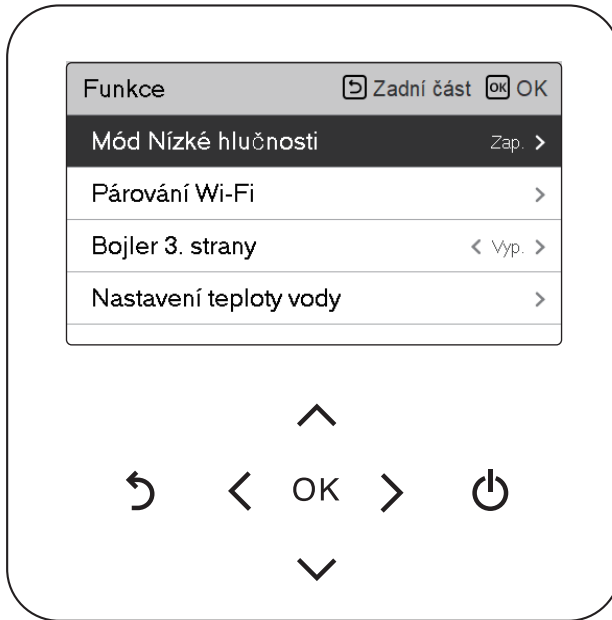 Funkce Zadní část OK OK
Mód Nízké hlučnosti Zap. >
Párování Wi-Fi >
Bojler 3. strany < Vyp. >
Nastavení teploty vody >
OK